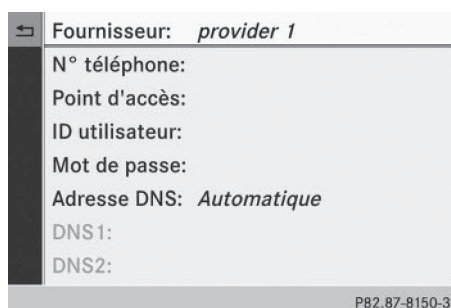 Fournisseur: provider 1
N° téléphone:
Point d'accès:
ID utilisateur:
Mot de passe:
Adresse DNS: Automatique
DNS1:
DNS2:
P82.87-8150-3